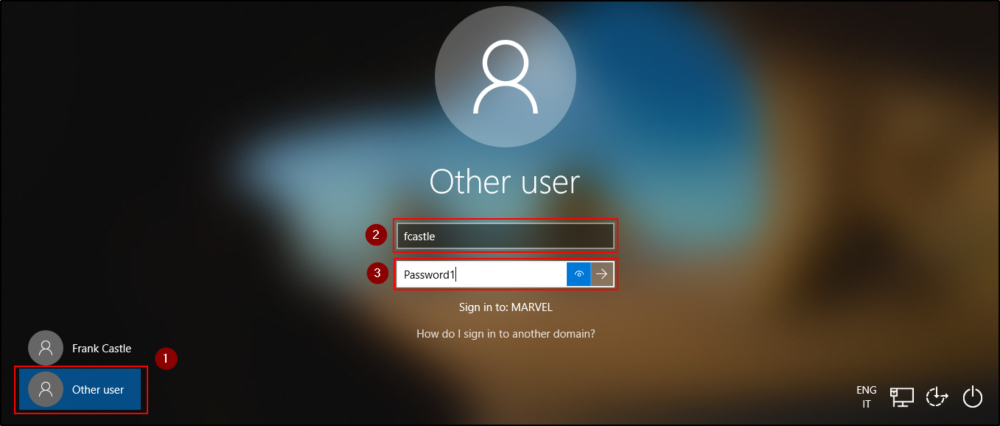 Other user
2
fcastle
3
Password1
Sign in to: MARVEL
How do I sign in to another domain?
Frank Castle
1
Other user
ENG
IT